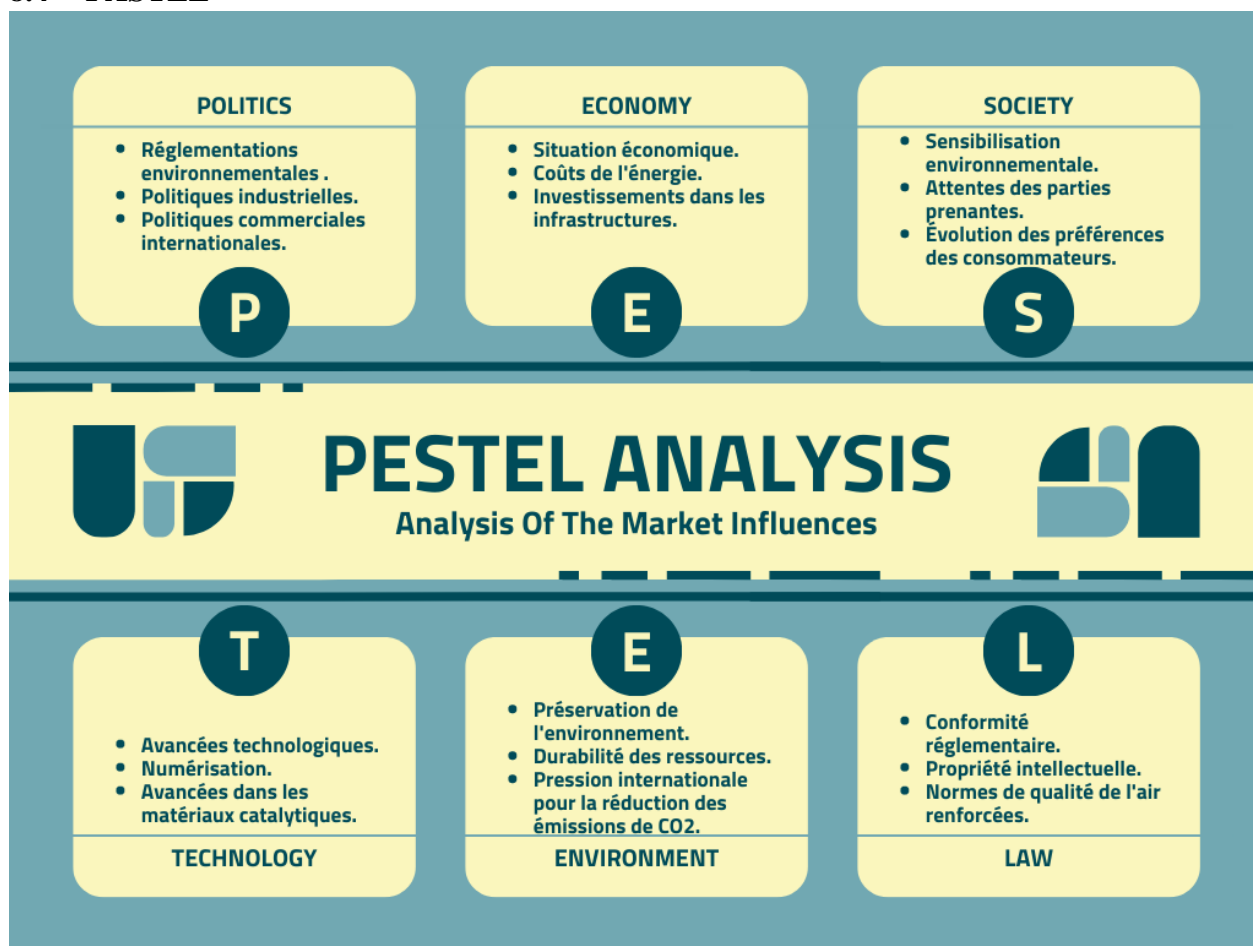 POLITICS
• Réglementations
environnementales .
• Politiques industrielles.
• Politiques commerciales
internationales.
P
ECONOMY
• Situation économique.
• Coûts de l'énergie.
• Investissements dans les
infrastructures.
E
SOCIETY
• Sensibilisation
environnementale.
• Attentes des parties
prenantes.
• Évolution des préférences
des consommateurs.
S
PESTEL ANALYSIS
Analysis Of The Market Influences
T
• Avancées technologiques.
• Numérisation.
• Avancées dans les
matériaux catalytiques.
TECHNOLOGY
E
• Préservation de
l'environnement.
• Durabilité des ressources.
• Pression internationale
pour la réduction des
émissions de CO2.
ENVIRONMENT
L
• Conformité
réglementaire.
• Propriété intellectuelle.
• Normes de qualité de l'air
renforcées.
LAW